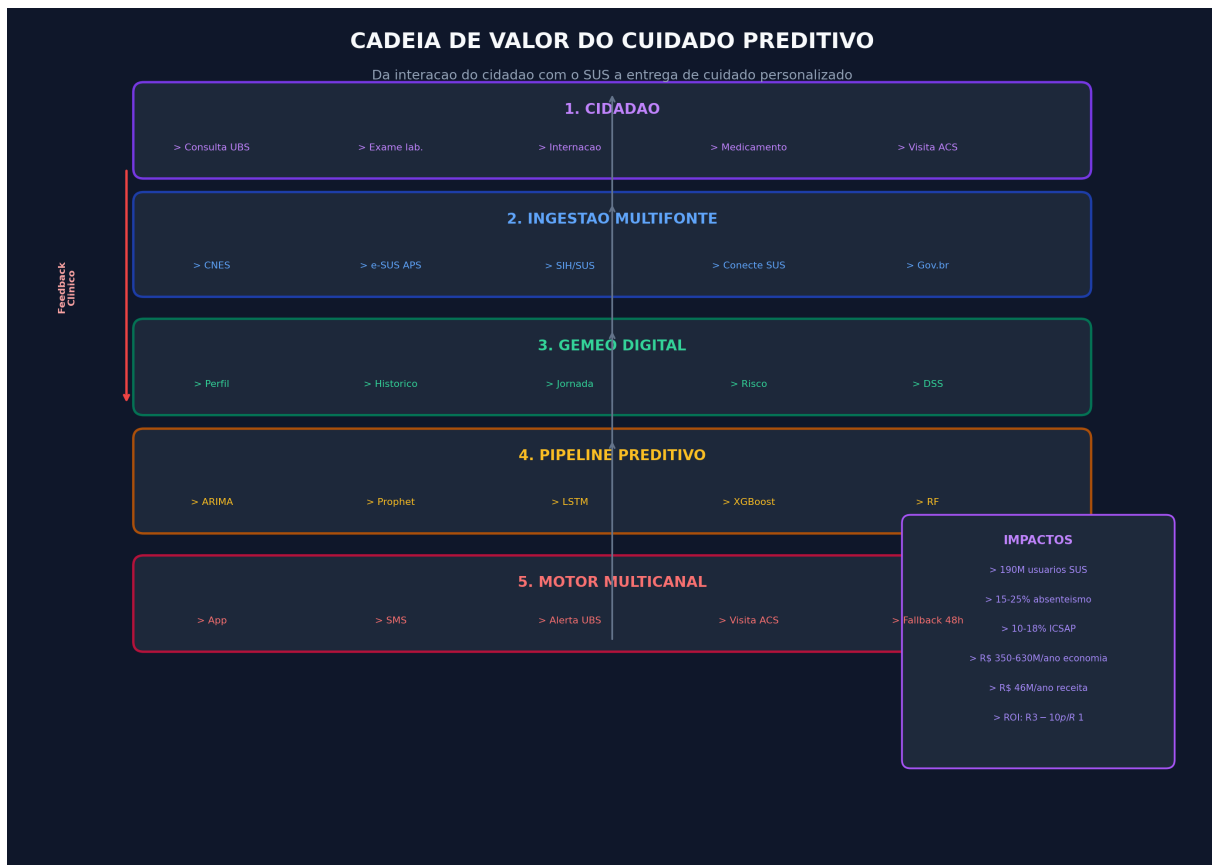 CADEIA DE VALOR DO CUIDADO PREDITIVO
Da interacao do cidadao com o SUS a entrega de cuidado personalizado
1. CIDADAO
> Consulta UBS > Exame lab. > Internacao > Medicamento > Visita ACS
2. INGESTAO MULTIFONTE
> CNES > e-SUS APS > SIH/SUS > Conecte SUS > Gov.br
Feedback
Clinico
3. GEMEO DIGITAL
> Perfil > Historico > Jornada > Risco > DSS
4. PIPELINE PREDITIVO
> ARIMA > Prophet > LSTM > XGBoost > RF
5. MOTOR MULTICANAL
> App > SMS > Alerta UBS > Visita ACS > Fallback 48h
IMPACTOS
> 190M usuarios SUS
> 15-25% absenteismo
> 10-18% ICSAP
> R$ 350-630M/ano economia
> R$ 46M/ano receita
> ROI: R3 − 10p/R 1